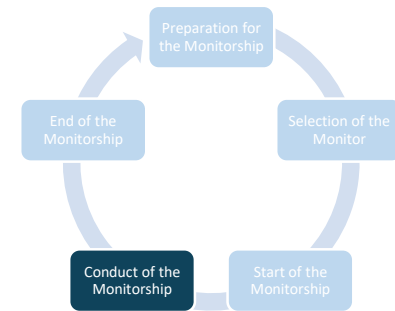 Preparation for
the Monitorship
Selection of the
Monitor
Start of the
Monitorship
Conduct of the
Monitorship
End of the
Monitorship